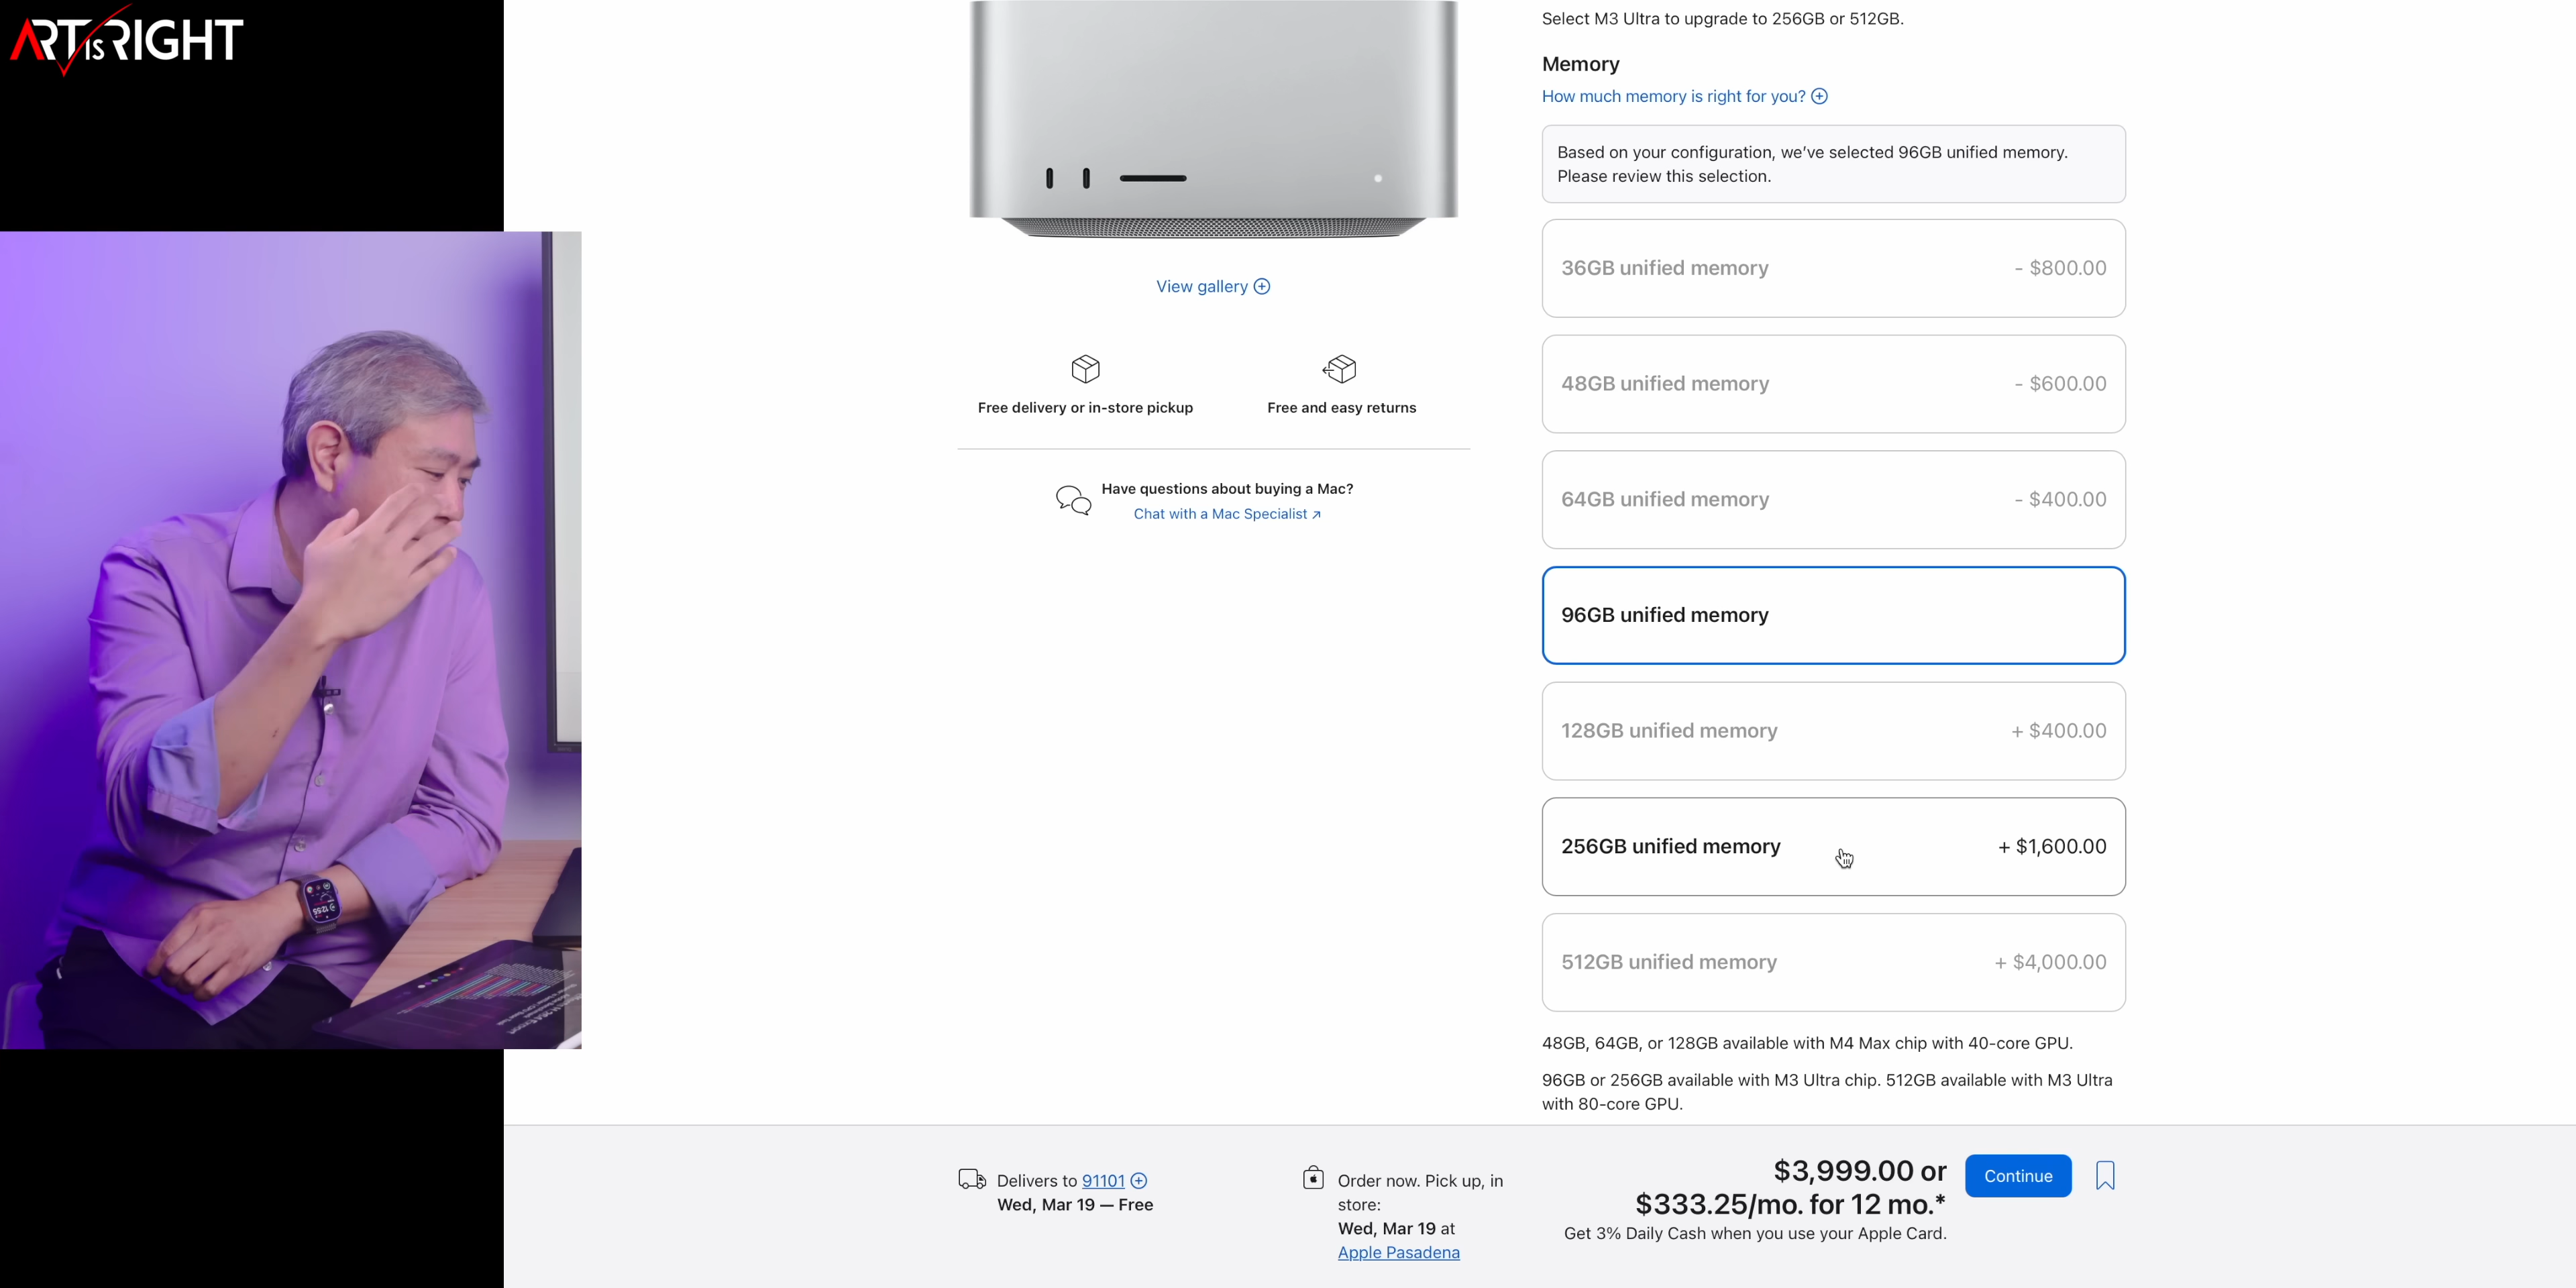 ARTISRIGHT
Select M3 Ultra to upgrade to 256GB or 512GB.
Memory
How much memory is right for you?
Based on your configuration, we’ve selected 96GB unified memory.
Please review this selection.
36GB unified memory - $800.00
48GB unified memory - $600.00
64GB unified memory - $400.00
96GB unified memory
128GB unified memory + $400.00
256GB unified memory + $1,600.00
512GB unified memory + $4,000.00
48GB, 64GB, or 128GB available with M4 Max chip with 40-core GPU.
96GB or 256GB available with M3 Ultra chip. 512GB available with M3 Ultra
with 80-core GPU.
View gallery
Free delivery or in-store pickup
Free and easy returns
Have questions about buying a Mac?
Chat with a Mac Specialist ↗
Delivers to 91101
Wed, Mar 19 — Free
Order now. Pick up, in
store:
Wed, Mar 19 at
Apple Pasadena
$3,999.00 or
$333.25/mo. for 12 mo.*
Get 3% Daily Cash when you use your Apple Card.
Continue